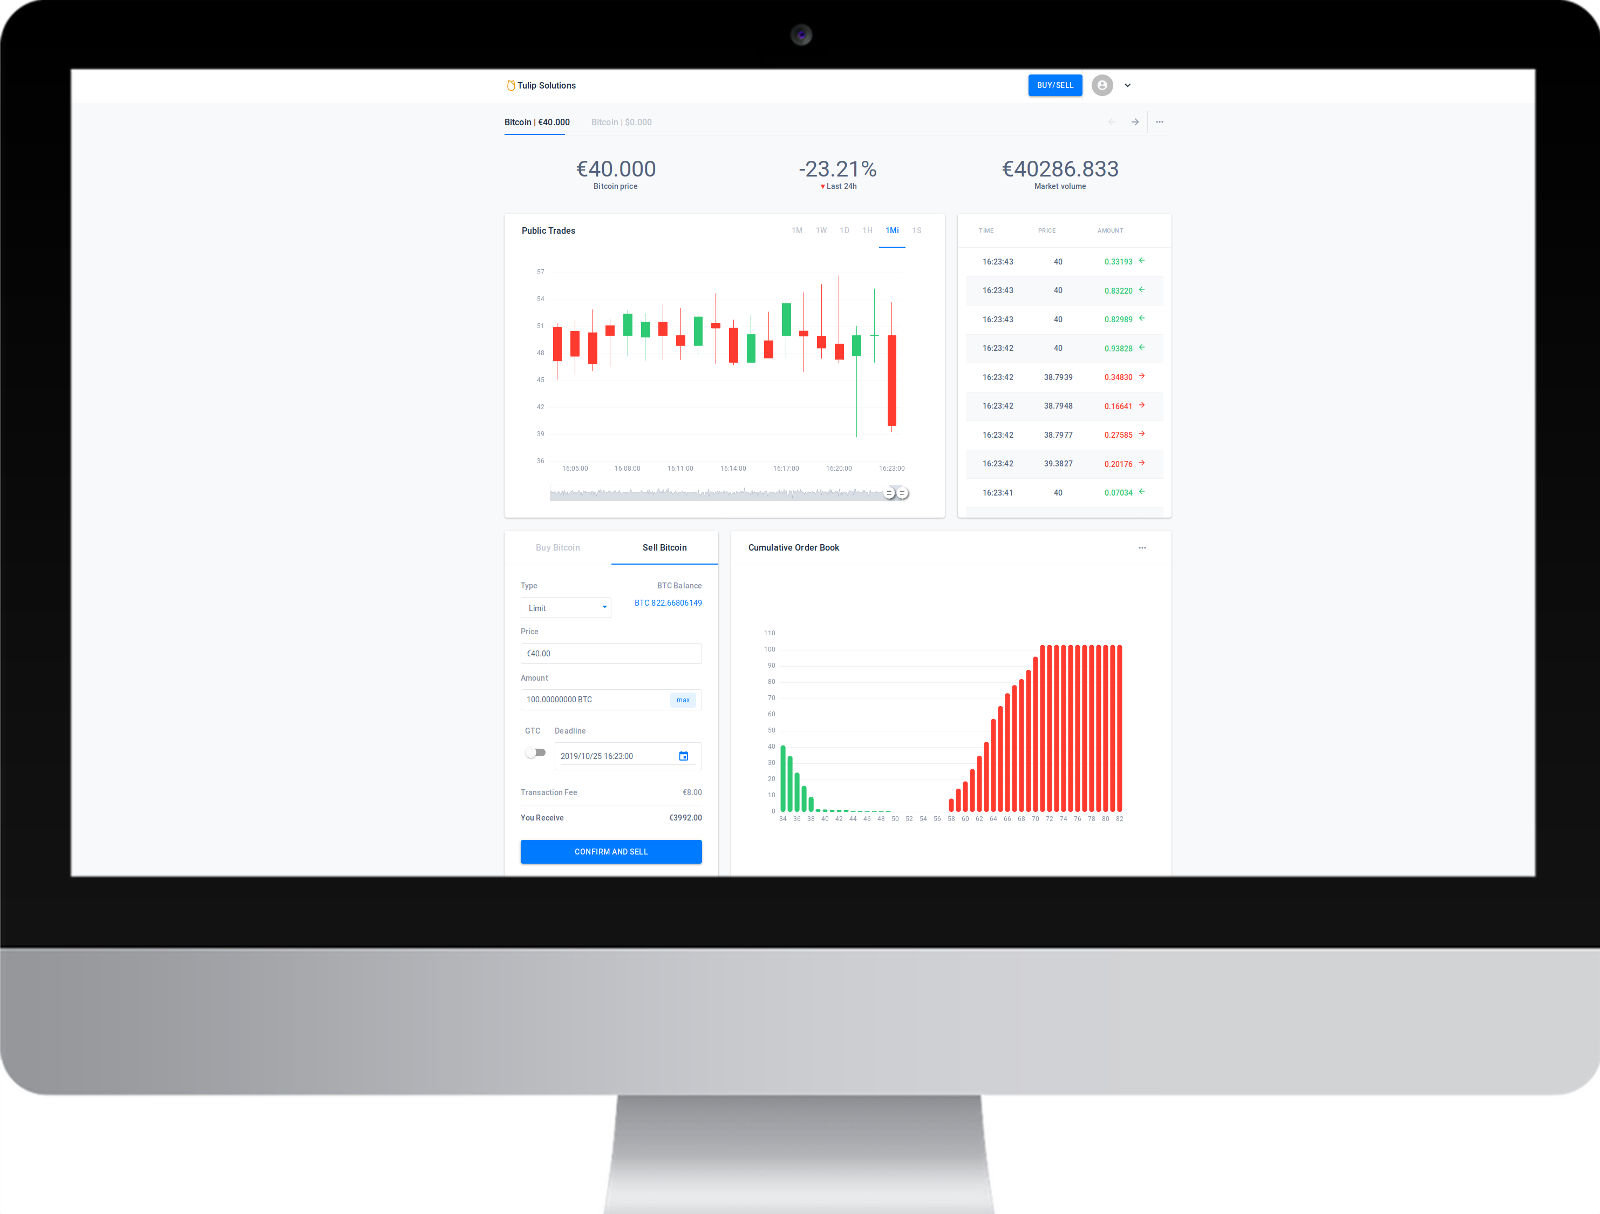 Tulip Solutions
BUY/SELL
Bitcoin | €40.000
Bitcoin | $0.000
€40.000
Bitcoin price
-23.21%
Last 24h
€40286.833
Market volume
Public Trades
1M 1W 1D 1H 1Mi 1S
57
54
51
48
45
42
39
36
16:05:00 16:08:00 16:11:00 16:14:00 16:17:00 16:20:00 16:23:00
TIME PRICE AMOUNT
16:23:43 40 0.33193
16:23:43 40 0.83220
16:23:43 40 0.82989
16:23:42 40 0.93828
16:23:42 38.7939 0.34830
16:23:42 38.7948 0.16641
16:23:42 38.7977 0.27585
16:23:42 39.3827 0.20176
16:23:41 40 0.07034
Buy Bitcoin
Sell Bitcoin
Type
BTC Balance
Limit
BTC 822.66806149
Price
€40.00
Amount
100.00000000 BTC
max
GTC
Deadline
2019/10/25 16:23:00
Transaction Fee
€8.00
You Receive
€3992.00
CONFIRM AND SELL
Cumulative Order Book
110
100
90
80
70
60
50
40
30
20
10
0
34 36 38 40 42 44 46 48 50 52 54 56 58 60 62 64 66 68 70 72 74 76 78 80 82